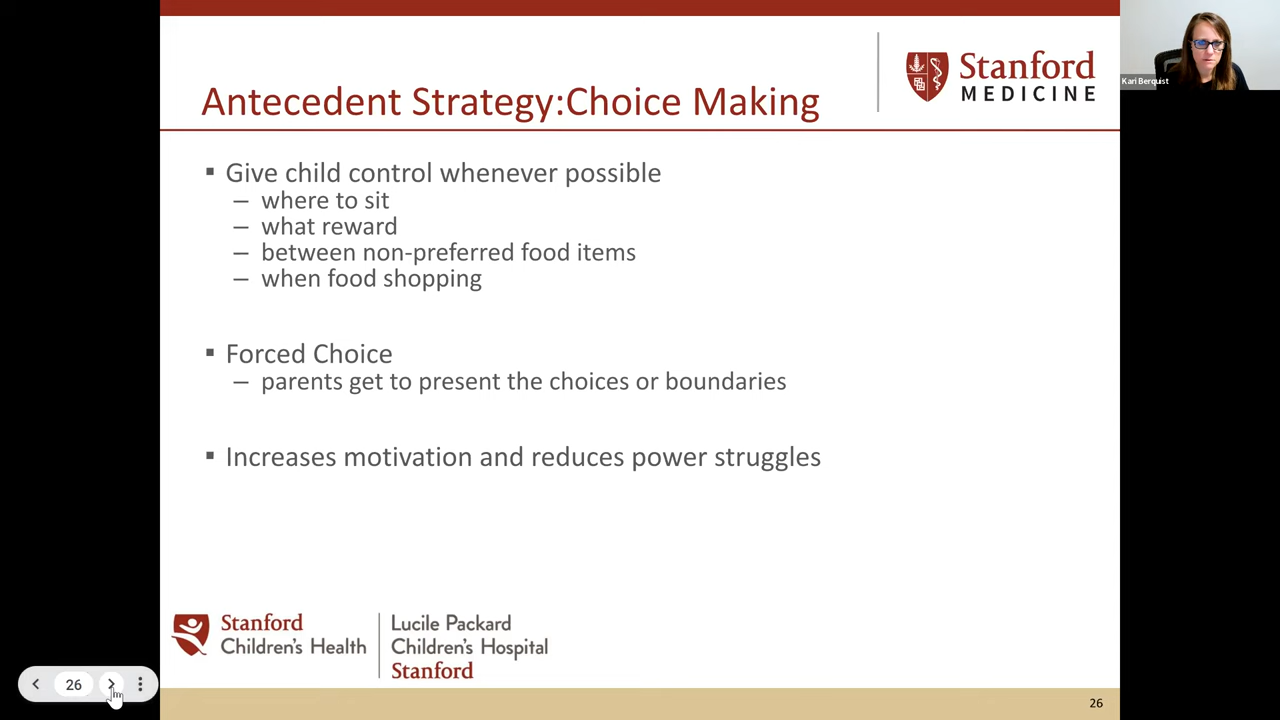 Antecedent Strategy:Choice Making
Stanford
MEDICINE
Kari Berquist
▪ Give child control whenever possible
– where to sit
– what reward
– between non-preferred food items
– when food shopping
▪ Forced Choice
– parents get to present the choices or boundaries
▪ Increases motivation and reduces power struggles
Stanford
Children's Health
Lucile Packard
Children's Hospital
Stanford
26
26